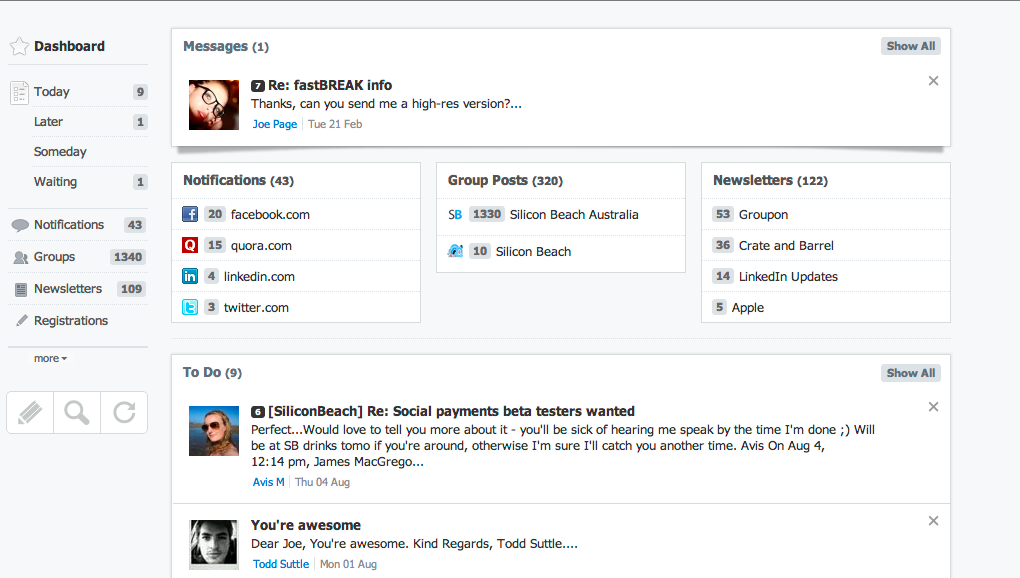 Dashboard
Today 9
Later 1
Someday
Waiting 1
Notifications 43
Groups 1340
Newsletters 109
Registrations
more
Messages (1) Show All
7 Re: fastBREAK info
Thanks, can you send me a high-res version?...
Joe Page Tue 21 Feb
Notifications (43)
f 20 facebook.com
Q 15 quora.com
in 4 linkedin.com
t 3 twitter.com
Group Posts (320)
SB 1330 Silicon Beach Australia
10 Silicon Beach
Newsletters (122)
53 Groupon
36 Crate and Barrel
14 LinkedIn Updates
5 Apple
To Do (9) Show All
6 [SiliconBeach] Re: Social payments beta testers wanted
Perfect...Would love to tell you more about it - you'll be sick of hearing me speak by the time I'm done ;) Will
be at SB drinks tomo if you're around, otherwise I'm sure I'll catch you another time. Avis On Aug 4,
12:14 pm, James MacGrego...
Avis M Thu 04 Aug
You're awesome
Dear Joe, You're awesome. Kind Regards, Todd Suttle....
Todd Suttle Mon 01 Aug